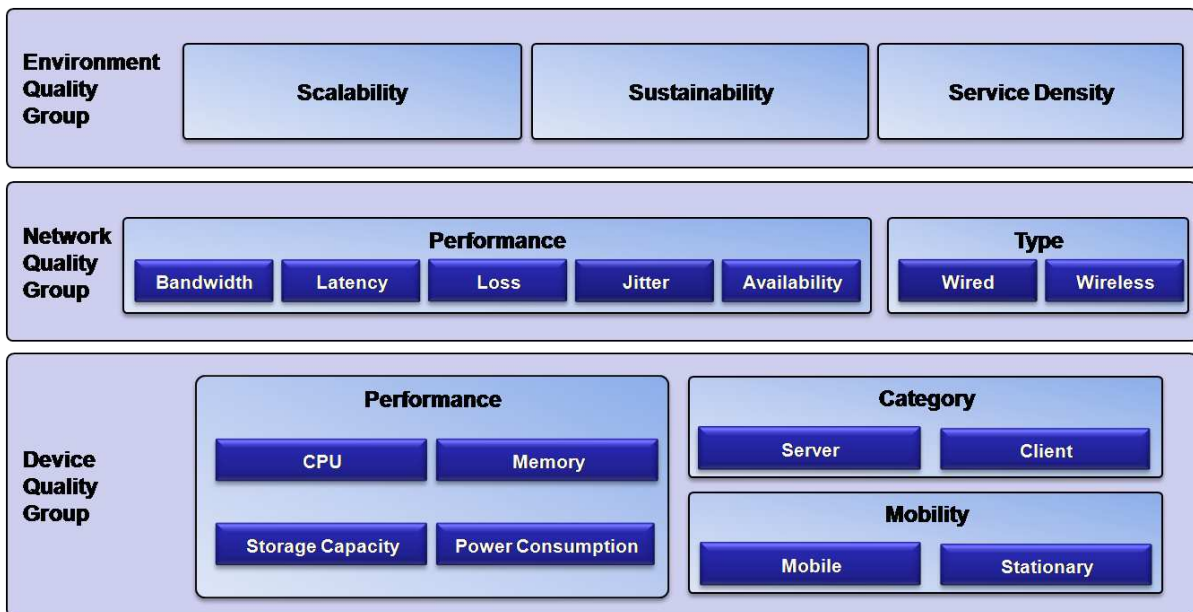 Environment
Quality
Group
Scalability
Sustainability
Service Density
Network
Quality
Group
Performance
Bandwidth
Latency
Loss
Jitter
Availability
Type
Wired
Wireless
Device
Quality
Group
Performance
CPU
Memory
Storage Capacity
Power Consumption
Category
Server
Client
Mobility
Mobile
Stationary